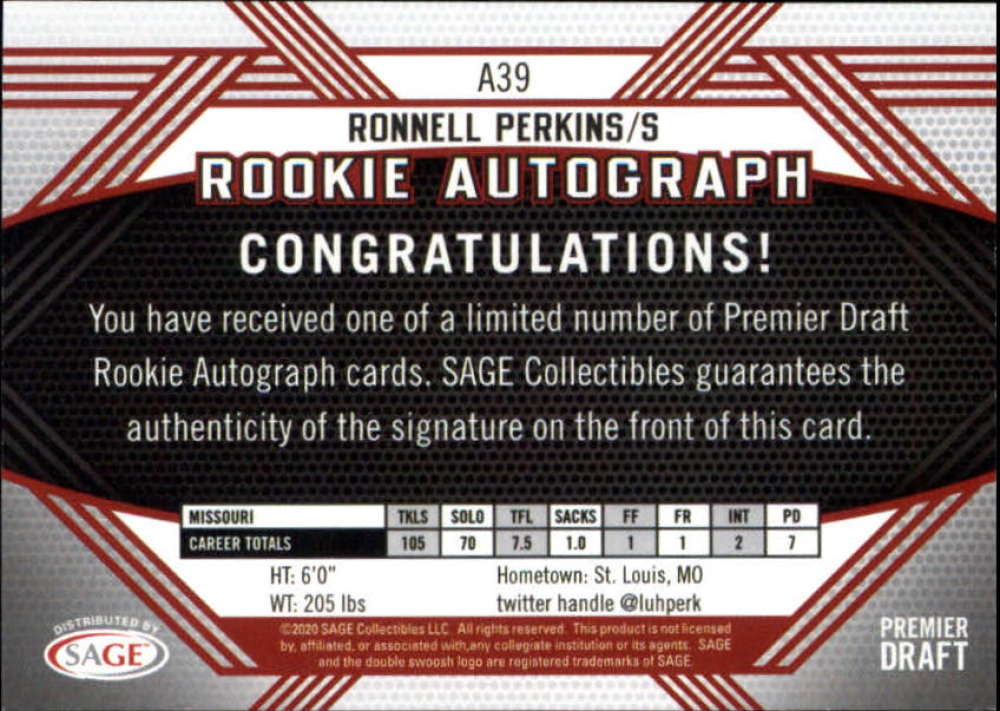 A39
RONNELL PERKINS/S
ROOKIE AUTOGRAPH
CONGRATULATIONS!
You have received one of a limited number of Premier Draft
Rookie Autograph cards. SAGE Collectibles guarantees the
authenticity of the signature on the front of this card.
MISSOURI TKLS SOLO TFL SACKS FF FR INT PD
CAREER TOTALS 105 70 7.5 1.0 1 1 2 7
HT: 6'0" Hometown: St. Louis, MO
WT: 205 lbs twitter handle @luhperk
©2020 SAGE Collectibles LLC. All rights reserved. This product is not licensed
by, affiliated, or associated with,any collegiate institution or its agents. SAGE
and the double swoosh logo are registered trademarks of SAGE.
DISTRIBUTED BY
SAGE
PREMIER
DRAFT